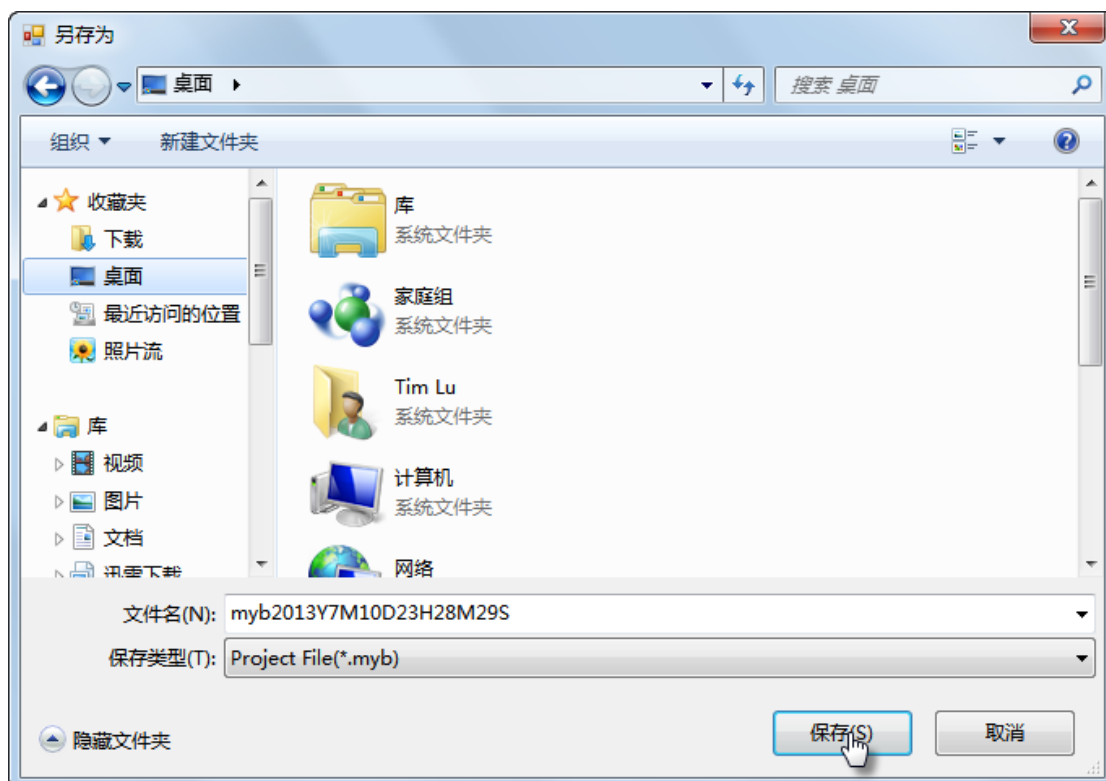 另存为
桌面
搜索 桌面
组织
新建文件夹
收藏夹
下载
桌面
最近访问的位置
照片流
库
视频
图片
文档
迅雷下载
库
系统文件夹
家庭组
系统文件夹
Tim Lu
系统文件夹
计算机
系统文件夹
网络
文件名(N): myb2013Y7M10D23H28M29S
保存类型(T): Project File(*.myb)
隐藏文件夹
保存(S)
取消